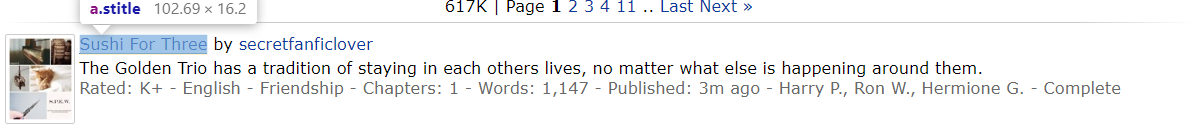 a.stitle 102.69 × 16.2
617K | Page 1 2 3 4 11 .. Last Next »
Sushi For Three by secretfanficlover
The Golden Trio has a tradition of staying in each others lives, no matter what else is happening around them.
Rated: K+ - English - Friendship - Chapters: 1 - Words: 1,147 - Published: 3m ago - Harry P., Ron W., Hermione G. - Complete
S.P.E.W.